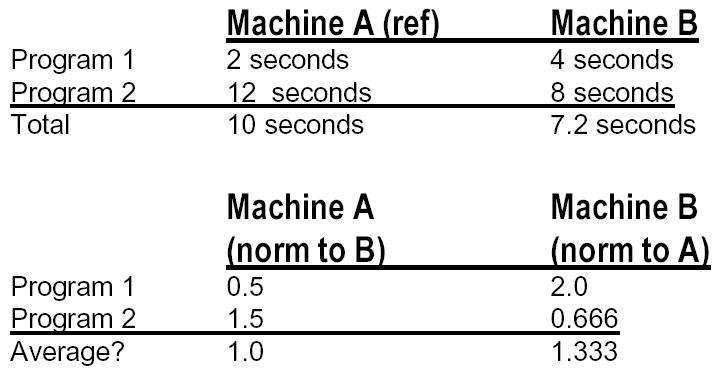 Machine A (ref) Machine B
Program 1 2 seconds 4 seconds
Program 2 12 seconds 8 seconds
Total 10 seconds 7.2 seconds
Machine A Machine B
(norm to B) (norm to A)
Program 1 0.5 2.0
Program 2 1.5 0.666
Average? 1.0 1.333